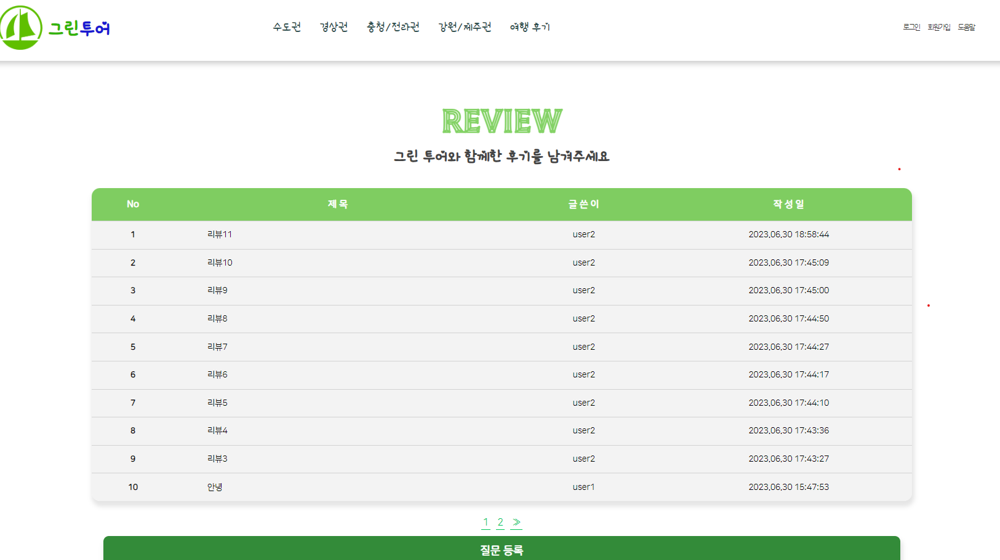 그린투어
수도권 경상권 충청/전라권 강원/제주권 여행 후기
로그인 회원가입 도움말
REVIEW
그린 투어와 함께한 후기를 남겨주세요
No 제 목 글 쓴 이 작 성 일
1 리뷰11 user2 2023.06.30 18:58:44
2 리뷰10 user2 2023.06.30 17:45:09
3 리뷰9 user2 2023.06.30 17:45:00
4 리뷰8 user2 2023.06.30 17:44:50
5 리뷰7 user2 2023.06.30 17:44:27
6 리뷰6 user2 2023.06.30 17:44:17
7 리뷰5 user2 2023.06.30 17:44:10
8 리뷰4 user2 2023.06.30 17:43:36
9 리뷰3 user2 2023.06.30 17:43:27
10 안녕 user1 2023.06.30 15:47:53
1 2 ≫
질문 등록